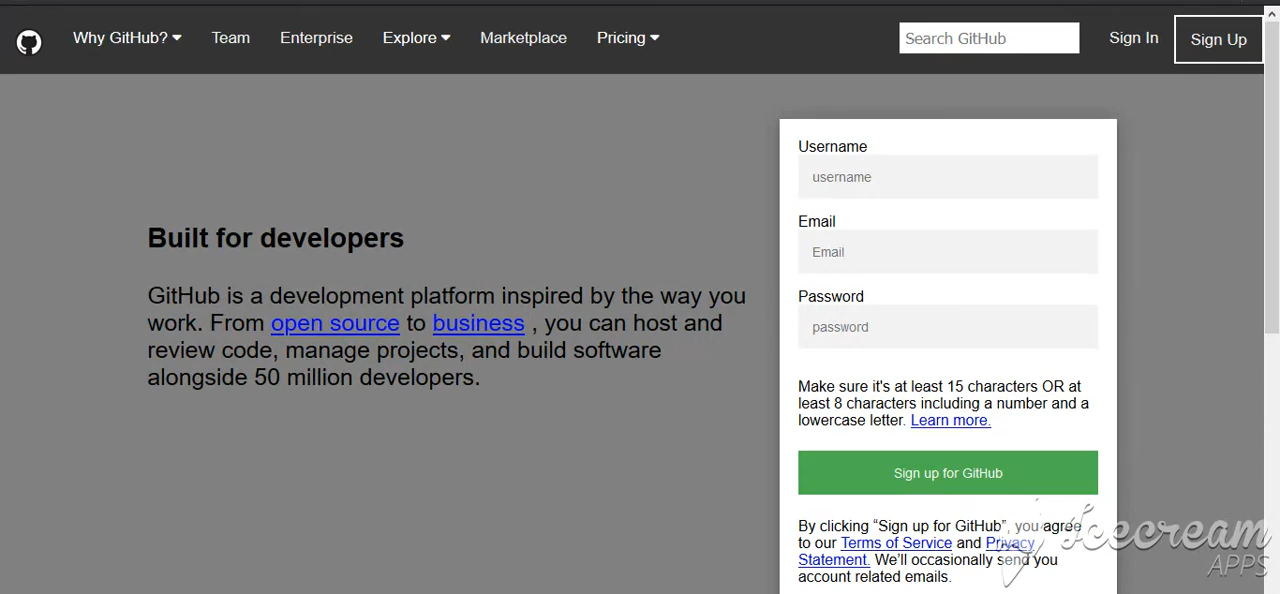 Why GitHub? Team Enterprise Explore Marketplace Pricing Search GitHub Sign In Sign Up
Built for developers
GitHub is a development platform inspired by the way you
work. From open source to business , you can host and
review code, manage projects, and build software
alongside 50 million developers.
Username
username
Email
Email
Password
password
Make sure it's at least 15 characters OR at
least 8 characters including a number and a
lowercase letter. Learn more.
Sign up for GitHub
By clicking “Sign up for GitHub”, you agree
to our Terms of Service and Privacy
Statement. We’ll occasionally send you
account related emails.
Icecream
APPS